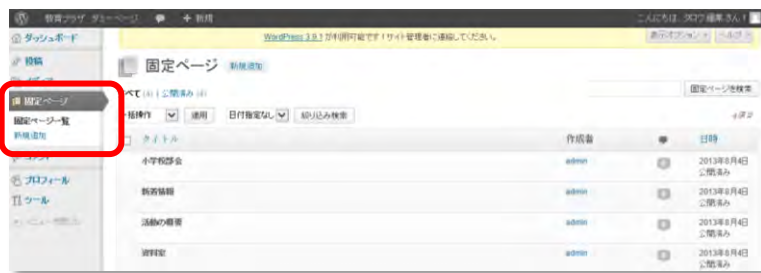 教育プラザ ダミーページ + 新規
こんにちは、タロウ編集さん！
ダッシュボード
WordPress 3.9.1 が利用可能です！サイト管理者に連絡してください。
表示オプション ヘルプ
投稿
固定ページ 新規追加
固定ページ
すべて (4) | 公開済み (4)
固定ページを検索
固定ページ一覧
新規追加
一括操作 適用 日付指定なし 絞り込み検索
タイトル 作成者 日時
小学校部会 admin 0 2013年8月4日
公開済み
プロフィール
新着情報 admin 0 2013年8月4日
公開済み
ツール
活動の概要 admin 0 2013年8月4日
公開済み
資料室 admin 0 2013年8月4日
公開済み